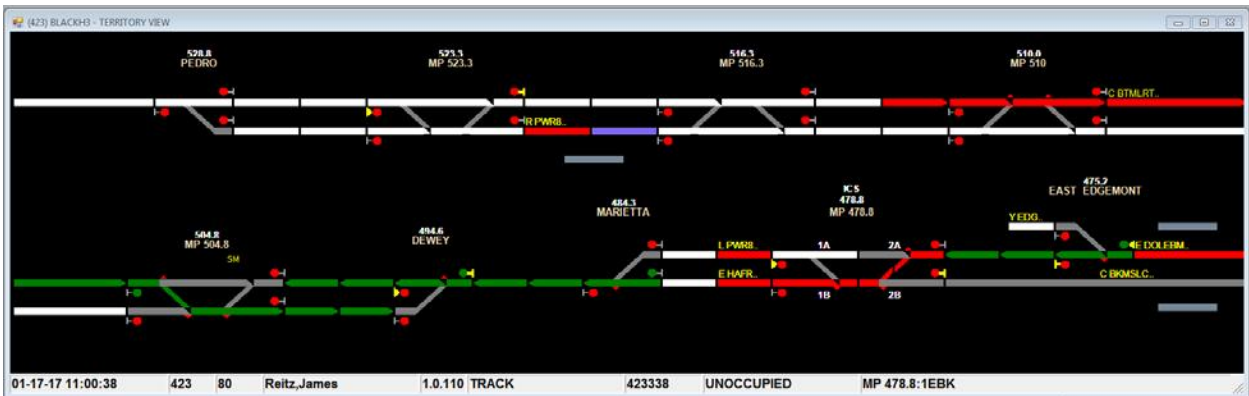 (423) BLACKH3 - TERRITORY VIEW
528.8
PEDRO
523.3
MP 523.3
516.3
MP 516.3
510.0
MP 510
C BTMLRT..
R PWR8..
475.2
EAST EDGEMONT
IC 5
478.8
MP 478.8
484.3
MARIETTA
494.6
DEWEY
504.8
MP 504.8
SM
Y EDG..
L PWR8..
1A
2A
E DOLEBM..
E HAFR..
C BKMSLC..
1B
2B
01-17-17 11:00:38 423 80 Reitz,James 1.0.110 TRACK 423338 UNOCCUPIED MP 478.8:1EBK